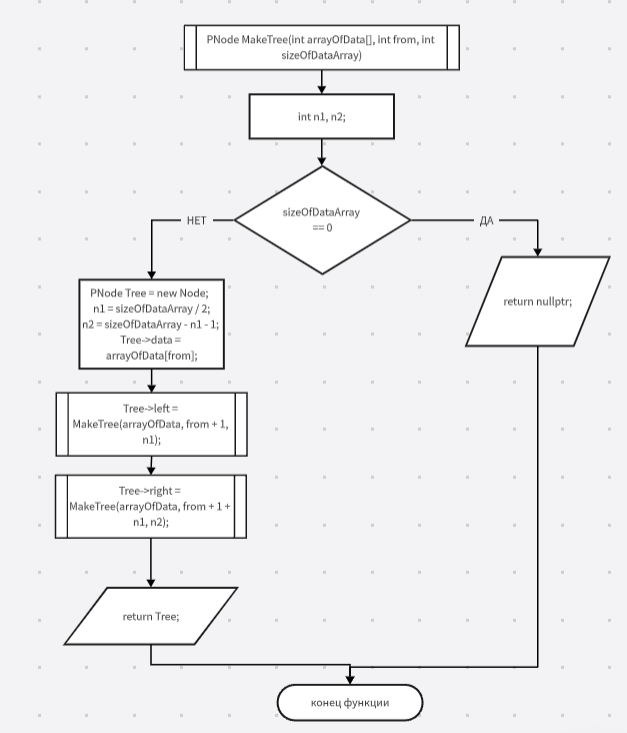 PNode MakeTree(int arrayOfData[], int from, int
sizeOfDataArray)
int n1, n2;
sizeOfDataArray
== 0
НЕТ
ДА
PNode Tree = new Node;
n1 = sizeOfDataArray / 2;
n2 = sizeOfDataArray - n1 - 1;
Tree->data =
arrayOfData[from];
return nullptr;
Tree->left =
MakeTree(arrayOfData, from + 1,
n1);
Tree->right =
MakeTree(arrayOfData, from + 1 +
n1, n2);
return Tree;
конец функции